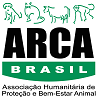 ARCA
BRASIL
Associação Humanitária de
Proteção e Bem-Estar Animal